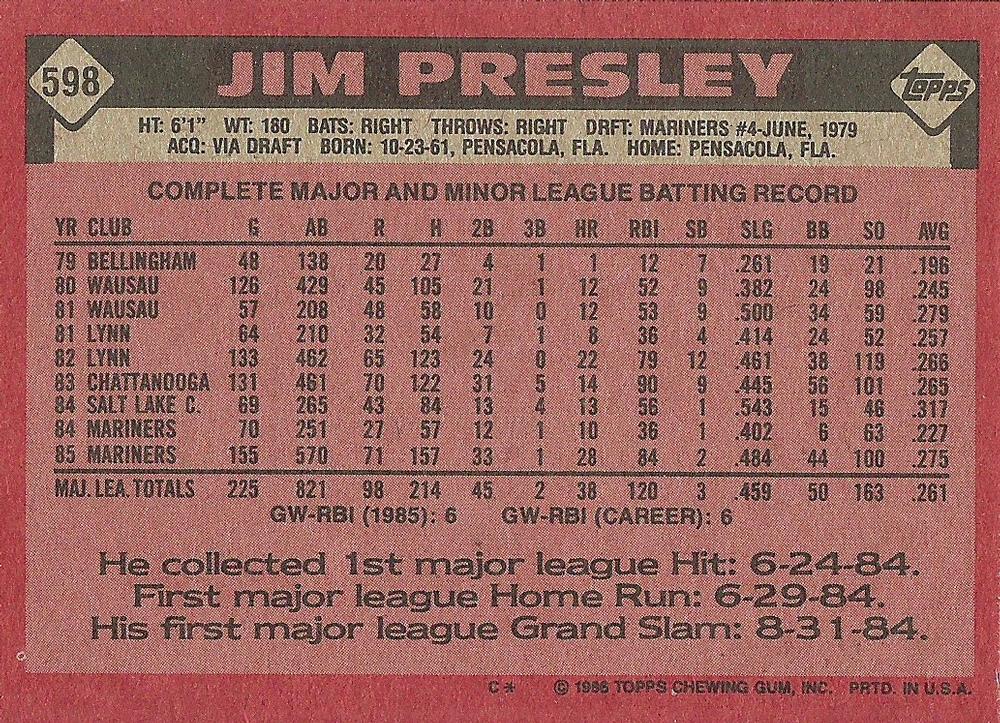 598 JIM PRESLEY TOPPS
HT: 6'1" WT: 180 BATS: RIGHT THROWS: RIGHT DRFT: MARINERS #4-JUNE, 1979
ACQ: VIA DRAFT BORN: 10-23-61, PENSACOLA, FLA. HOME: PENSACOLA, FLA.
COMPLETE MAJOR AND MINOR LEAGUE BATTING RECORD
YR CLUB G AB R H 2B 3B HR RBI SB SLG BB SO AVG
79 BELLINGHAM 48 138 20 27 4 1 1 12 7 .261 19 21 .196
80 WAUSAU 126 429 45 105 21 1 12 52 9 .382 24 98 .245
81 WAUSAU 57 208 48 58 10 0 12 53 9 .500 34 59 .279
81 LYNN 64 210 32 54 7 1 8 36 4 .414 24 52 .257
82 LYNN 133 462 65 123 24 0 22 79 12 .461 38 119 .266
83 CHATTANOOGA 131 461 70 122 31 5 14 90 9 .445 56 101 .265
84 SALT LAKE C. 69 265 43 84 13 4 13 56 1 .543 15 46 .317
84 MARINERS 70 251 27 57 12 1 10 36 1 .402 6 63 .227
85 MARINERS 155 570 71 157 33 1 28 84 2 .484 44 100 .275
MAJ. LEA. TOTALS 225 821 98 214 45 2 38 120 3 .459 50 163 .261
GW-RBI (1985): 6 GW-RBI (CAREER): 6
He collected 1st major league Hit: 6-24-84.
First major league Home Run: 6-29-84.
His first major league Grand Slam: 8-31-84.
C* © 1986 TOPPS CHEWING GUM, INC. PRTD. IN U.S.A.